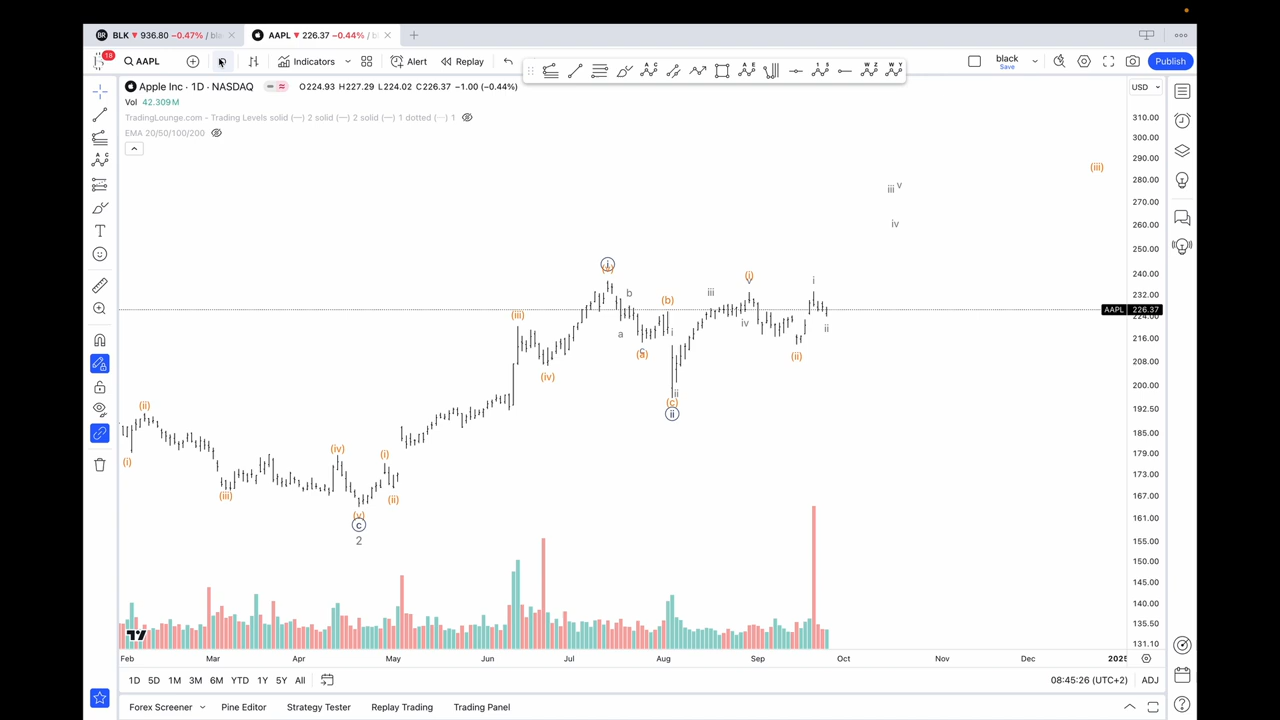 BLK ▼ 936.80 −0.47% / bla
AAPL ▼ 226.37 −0.44% / b
18
AAPL
Indicators
Alert
Replay
black
Save
Publish
Apple Inc · 1D · NASDAQ
O224.93 H227.29 L224.02 C226.37 −1.00 (−0.44%)
USD
Vol 42.309M
TradingLounge.com - Trading Levels solid (—) 2 solid (—) 2 solid (—) 1 dotted (···) 1
EMA 20/50/100/200
310.00
300.00
290.00
280.00
270.00
260.00
250.00
240.00
232.00
224.00
AAPL 226.37
216.00
208.00
200.00
192.50
185.00
179.00
173.00
167.00
161.00
155.00
150.00
145.00
140.00
135.50
131.10
(iii)
iii v
iv
i
b
(i)
v
i
(b)
iii
iv
(iii)
a
i
ii
(a)
(ii)
(iv)
ii
(c)
ii
(ii)
(i)
(iv)
(i)
(iii)
(ii)
(v)
c
2
Feb Mar Apr May Jun Jul Aug Sep Oct Nov Dec 2025
1D 5D 1M 3M 6M YTD 1Y 5Y All
08:45:26 (UTC+2) ADJ
Forex Screener Pine Editor Strategy Tester Replay Trading Trading Panel